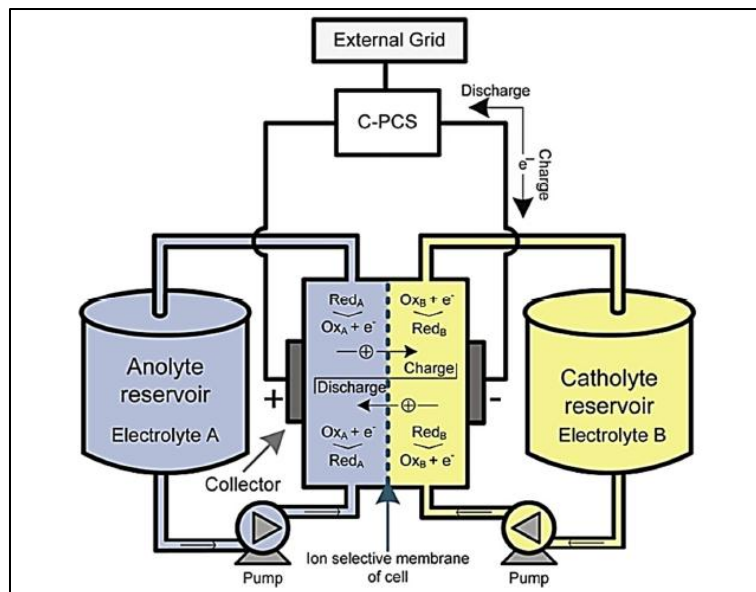 External Grid
C-PCS
Discharge
Charge
e⁻
Anolyte
reservoir
Electrolyte A
Red_A
Ox_A + e⁻
Ox_B + e⁻
Red_B
⊕
Charge
Discharge
⊕
Ox_A + e⁻
Red_A
Red_B
Ox_B + e⁻
+
-
Catholyte
reservoir
Electrolyte B
Collector
Pump
Ion selective membrane
of cell
Pump